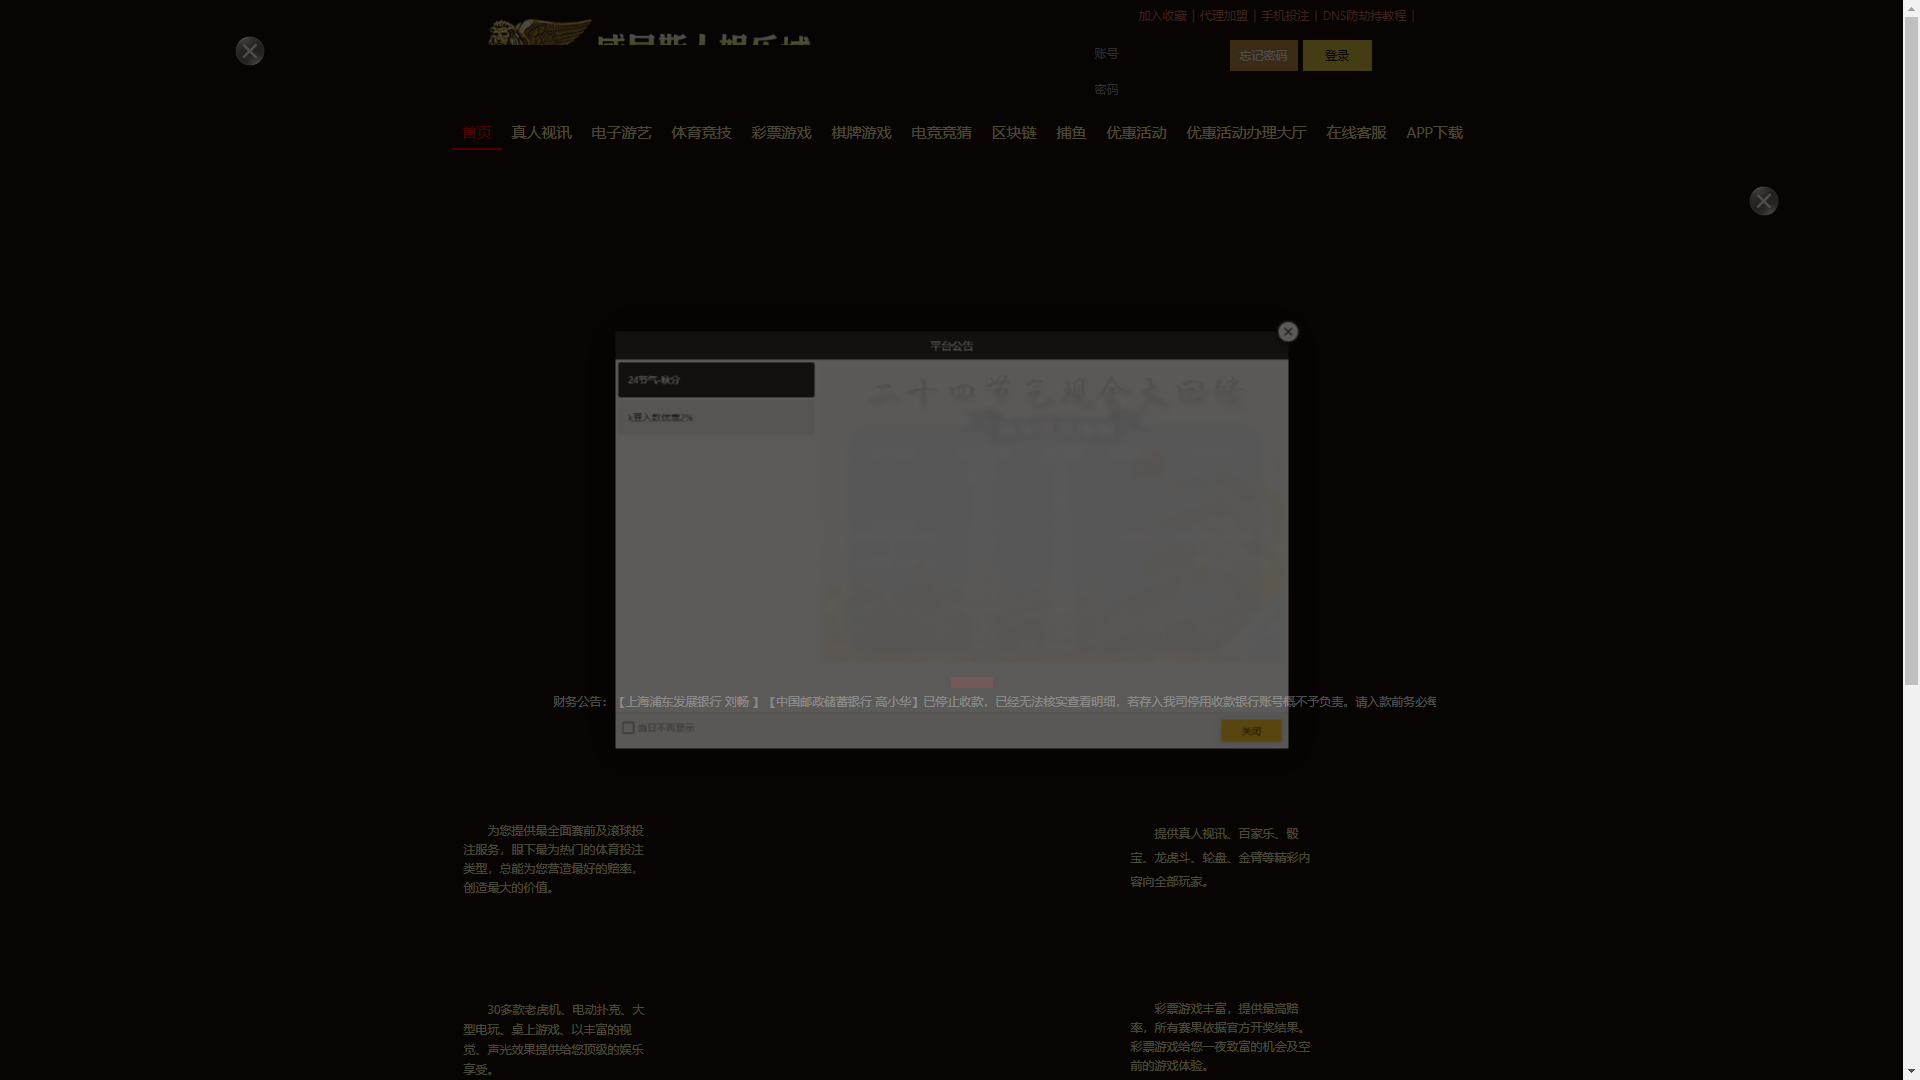 加入收藏 | 代理加盟 | 手机投注 | DNS防劫持教程 |
账号
忘记密码
登录
密码
首页 真人视讯 电子游艺 体育竞技 彩票游戏 棋牌游戏 电竞竞猜 区块链 捕鱼 优惠活动 优惠活动办理大厅 在线客服 APP下载
平台公告
24节气-秋分
二十四节气现金大回馈
入款优惠2%
财务公告：【上海浦东发展银行 刘畅 】【中国邮政储蓄银行 高小华】已停止收款，已经无法核实查看明细，若存入我司停用收款银行账号概不予负责。请入款前务必每
当日不再显示
关闭
为您提供最全面赛前及滚球投
注服务，眼下最为热门的体育投注
类型，总能为您营造最好的赔率，
创造最大的价值。
提供真人视讯、百家乐、骰
宝、龙虎斗、轮盘、金臂等精彩内
容向全部玩家。
30多款老虎机、电动扑克、大
型电玩、桌上游戏、以丰富的视
觉、声光效果提供给您顶级的娱乐
享受。
彩票游戏丰富，提供最高赔
率，所有赛果依据官方开奖结果。
彩票游戏给您一夜致富的机会及空
前的游戏体验。